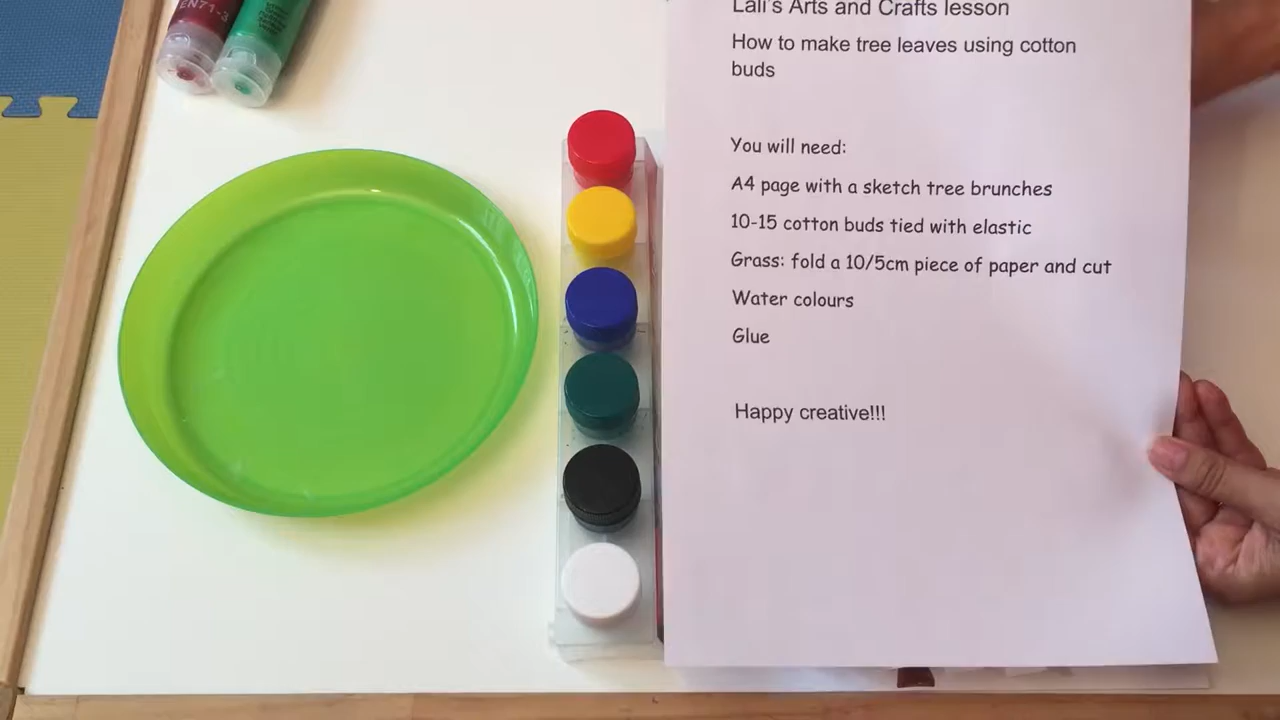 EN71-3
Lali's Arts and Crafts lesson
How to make tree leaves using cotton
buds
You will need:
A4 page with a sketch tree brunches
10-15 cotton buds tied with elastic
Grass: fold a 10/5cm piece of paper and cut
Water colours
Glue
Happy creative!!!